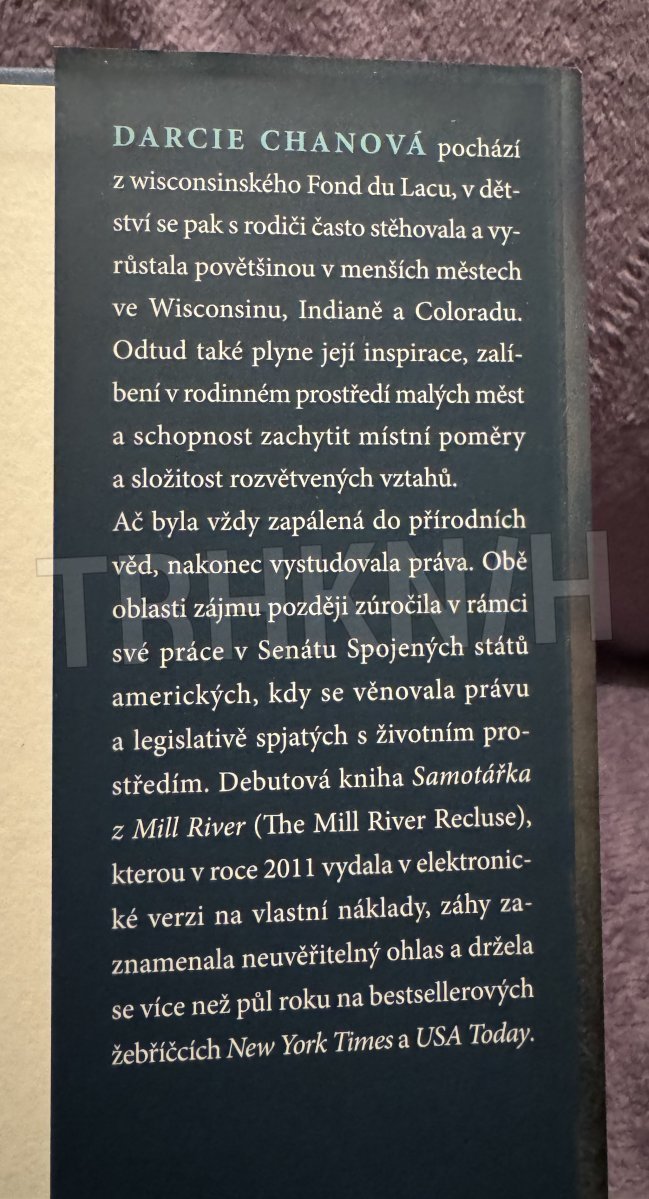 DARCIE CHANOVÁ pochází
z wisconsinského Fond du Lacu, v dět-
ství se pak s rodiči často stěhovala a vy-
růstala povětšinou v menších městech
ve Wisconsinu, Indianě a Coloradu.
Odtud také plyne její inspirace, zalí-
bení v rodinném prostředí malých měst
a schopnost zachytit místní poměry
a složitost rozvětvených vztahů.
Ač byla vždy zapálená do přírodních
věd, nakonec vystudovala práva. Obě
oblasti zájmu později zúročila v rámci
své práce v Senátu Spojených států
amerických, kdy se věnovala právu
a legislativě spjatých s životním pro-
středím. Debutová kniha Samotářka
z Mill River (The Mill River Recluse),
kterou v roce 2011 vydala v elektronic-
ké verzi na vlastní náklady, záhy za-
znamenala neuvěřitelný ohlas a držela
se více než půl roku na bestsellerových
žebříčcích New York Times a USA Today.